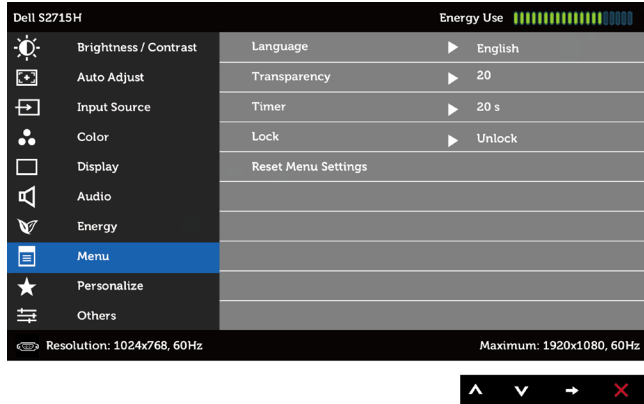 Dell S2715H Energy Use
Brightness / Contrast Language English
Auto Adjust Transparency 20
Input Source Timer 20 s
Color Lock Unlock
Display Reset Menu Settings
Audio
Energy
Menu
Personalize
Others
Resolution: 1024x768, 60Hz Maximum: 1920x1080, 60Hz